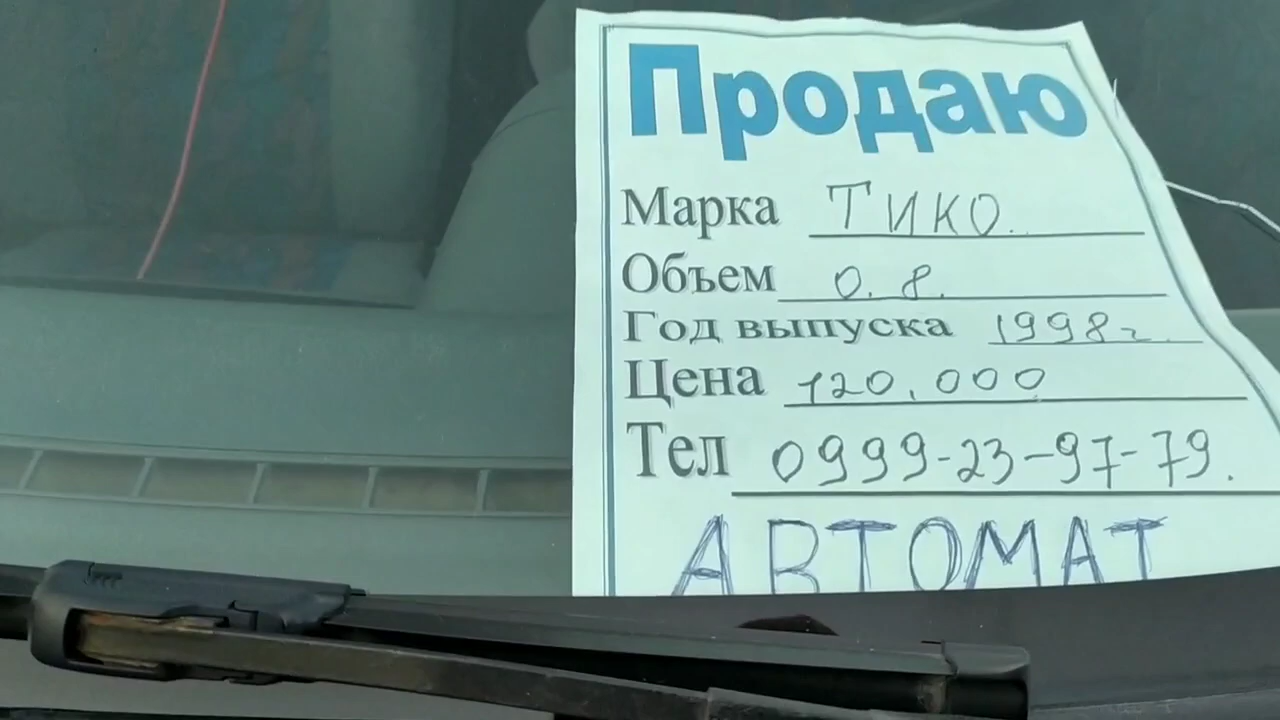 Продаю
Марка Тико.
Объем 0.8.
Год выпуска 1998г.
Цена 120.000
Тел 0999-23-97-79.
АВТОМАТ